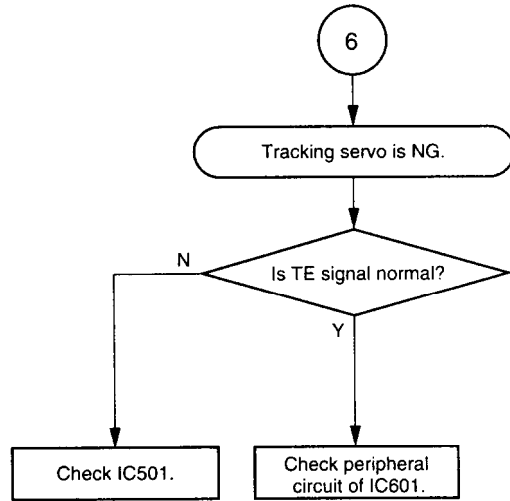 6
Tracking servo is NG.
Is TE signal normal?
N
Y
Check IC501.
Check peripheral
circuit of IC601.